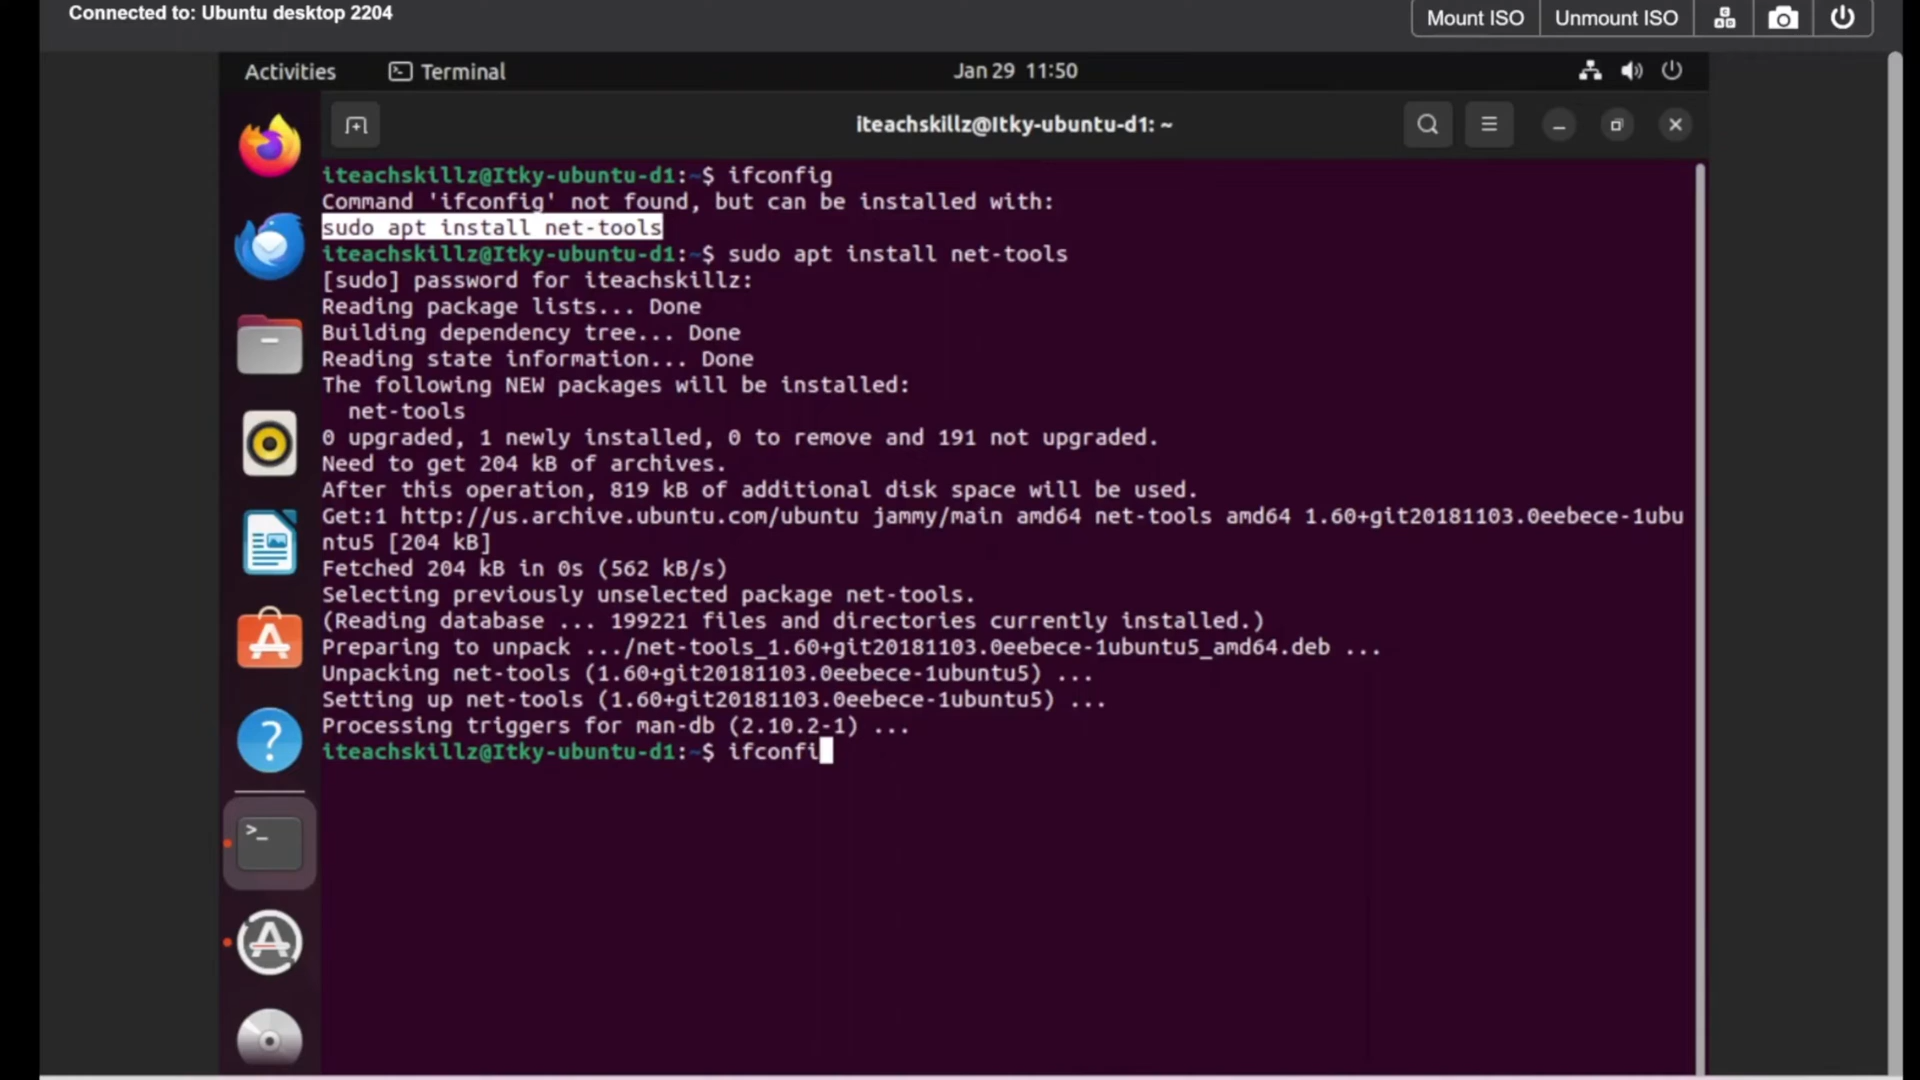 Connected to: Ubuntu desktop 2204
Mount ISO
Unmount ISO
Activities
Terminal
Jan 29 11:50
iteachskillz@Itky-ubuntu-d1: ~
iteachskillz@Itky-ubuntu-d1:~$ ifconfig
Command 'ifconfig' not found, but can be installed with:
sudo apt install net-tools
iteachskillz@Itky-ubuntu-d1:~$ sudo apt install net-tools
[sudo] password for iteachskillz:
Reading package lists... Done
Building dependency tree... Done
Reading state information... Done
The following NEW packages will be installed:
net-tools
0 upgraded, 1 newly installed, 0 to remove and 191 not upgraded.
Need to get 204 kB of archives.
After this operation, 819 kB of additional disk space will be used.
Get:1 http://us.archive.ubuntu.com/ubuntu jammy/main amd64 net-tools amd64 1.60+git20181103.0eebece-1ubu
ntu5 [204 kB]
Fetched 204 kB in 0s (562 kB/s)
Selecting previously unselected package net-tools.
(Reading database ... 199221 files and directories currently installed.)
Preparing to unpack .../net-tools_1.60+git20181103.0eebece-1ubuntu5_amd64.deb ...
Unpacking net-tools (1.60+git20181103.0eebece-1ubuntu5) ...
Setting up net-tools (1.60+git20181103.0eebece-1ubuntu5) ...
Processing triggers for man-db (2.10.2-1) ...
iteachskillz@Itky-ubuntu-d1:~$ ifconfi